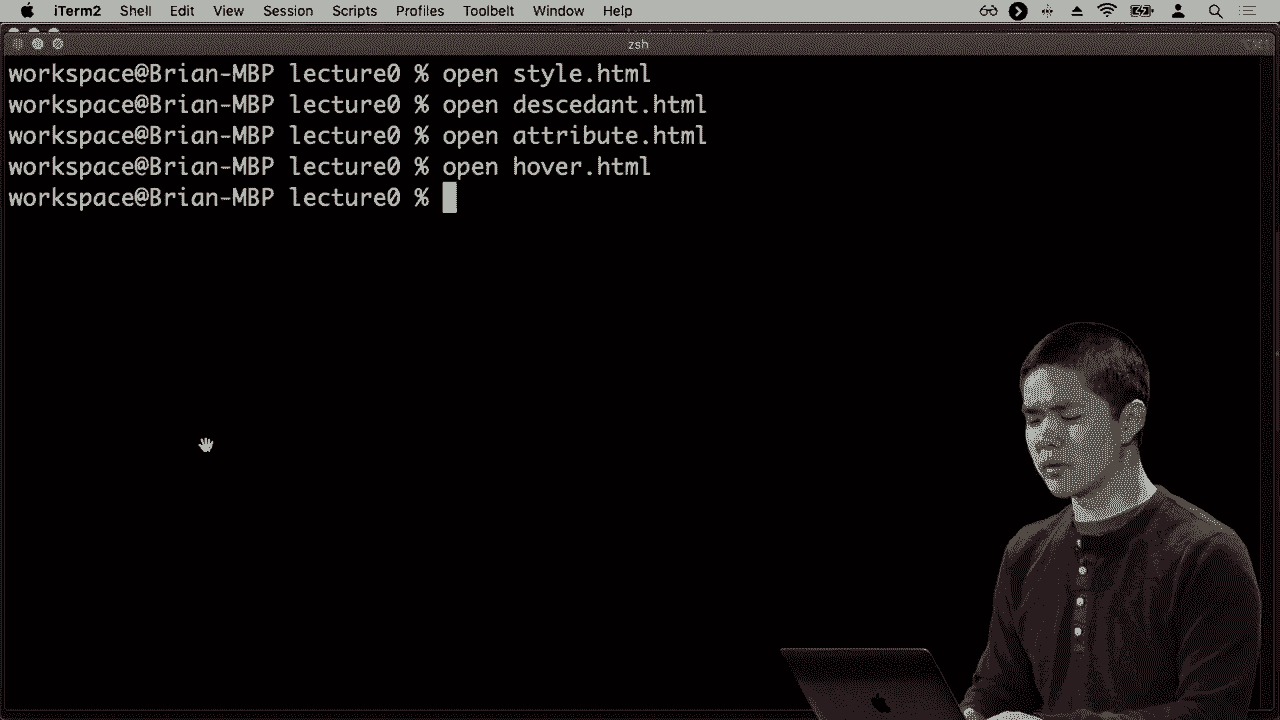 iTerm2 Shell Edit View Session Scripts Profiles Toolbelt Window Help
zsh
workspace@Brian-MBP lecture0 % open style.html
workspace@Brian-MBP lecture0 % open descedant.html
workspace@Brian-MBP lecture0 % open attribute.html
workspace@Brian-MBP lecture0 % open hover.html
workspace@Brian-MBP lecture0 %